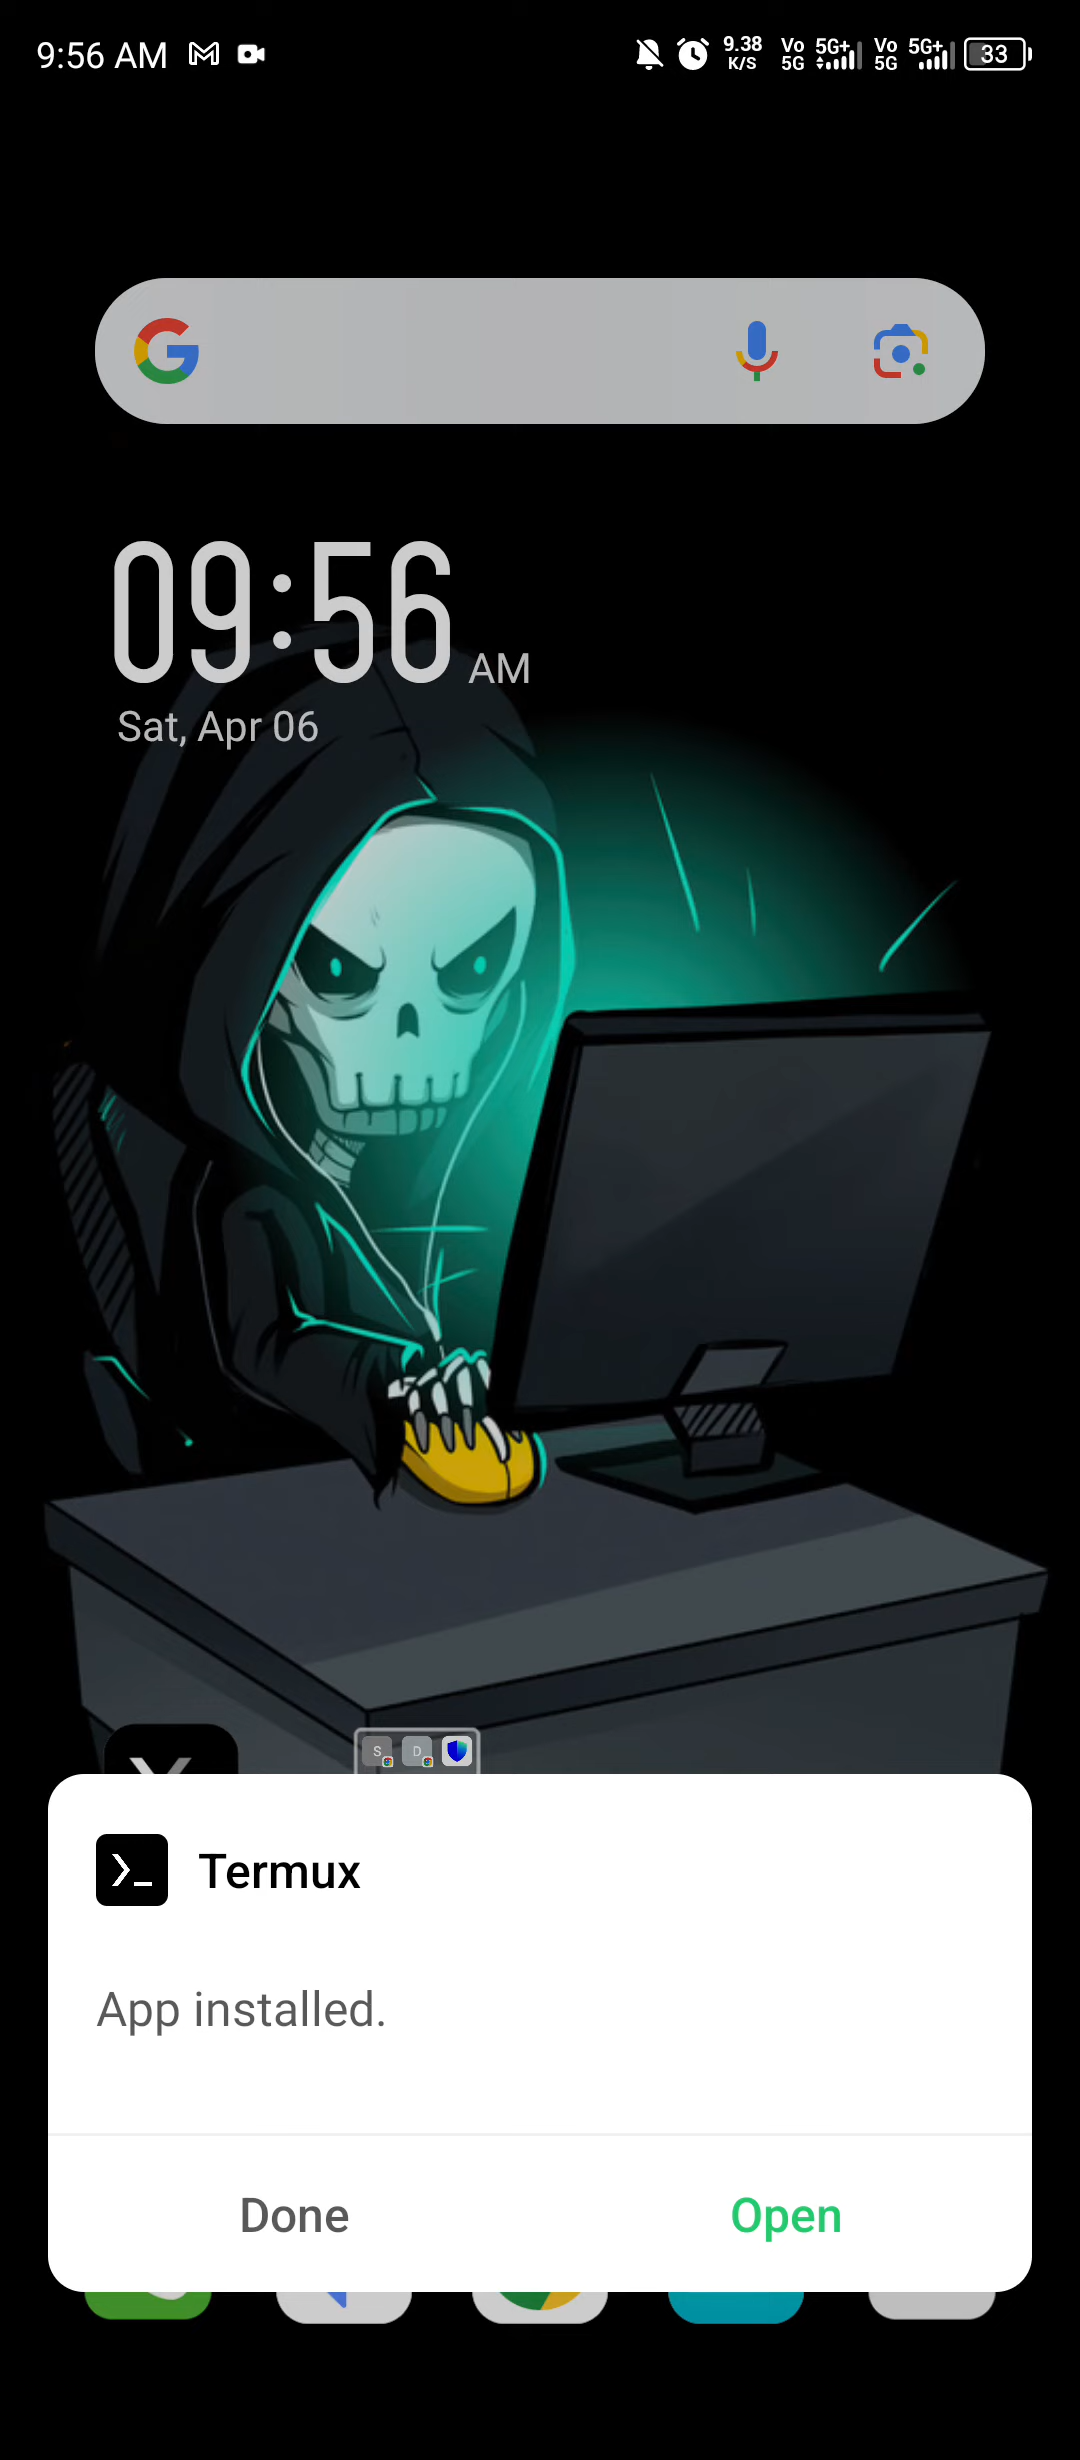 9:56 AM
9.38 K/S
Vo 5G
5G+
Vo 5G
5G+
33
09:56 AM
Sat, Apr 06
S
D
Termux
App installed.
Done
Open